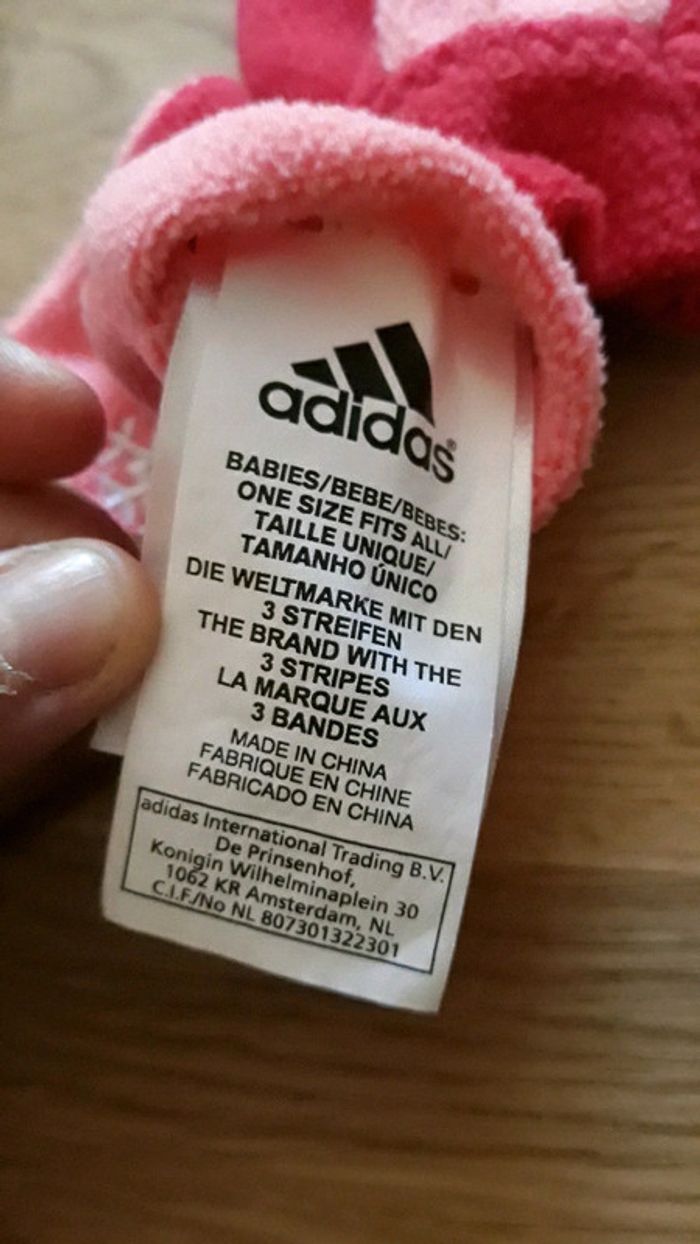 adidas®
BABIES/BEBE/BEBES:
ONE SIZE FITS ALL/
TAILLE UNIQUE/
TAMANHO ÚNICO
DIE WELTMARKE MIT DEN
3 STREIFEN
THE BRAND WITH THE
3 STRIPES
LA MARQUE AUX
3 BANDES
MADE IN CHINA
FABRIQUE EN CHINE
FABRICADO EN CHINA
adidas International Trading B.V.
De Prinsenhof,
Konigin Wilhelminaplein 30
1062 KR Amsterdam, NL
C.I.F./No NL 807301322301